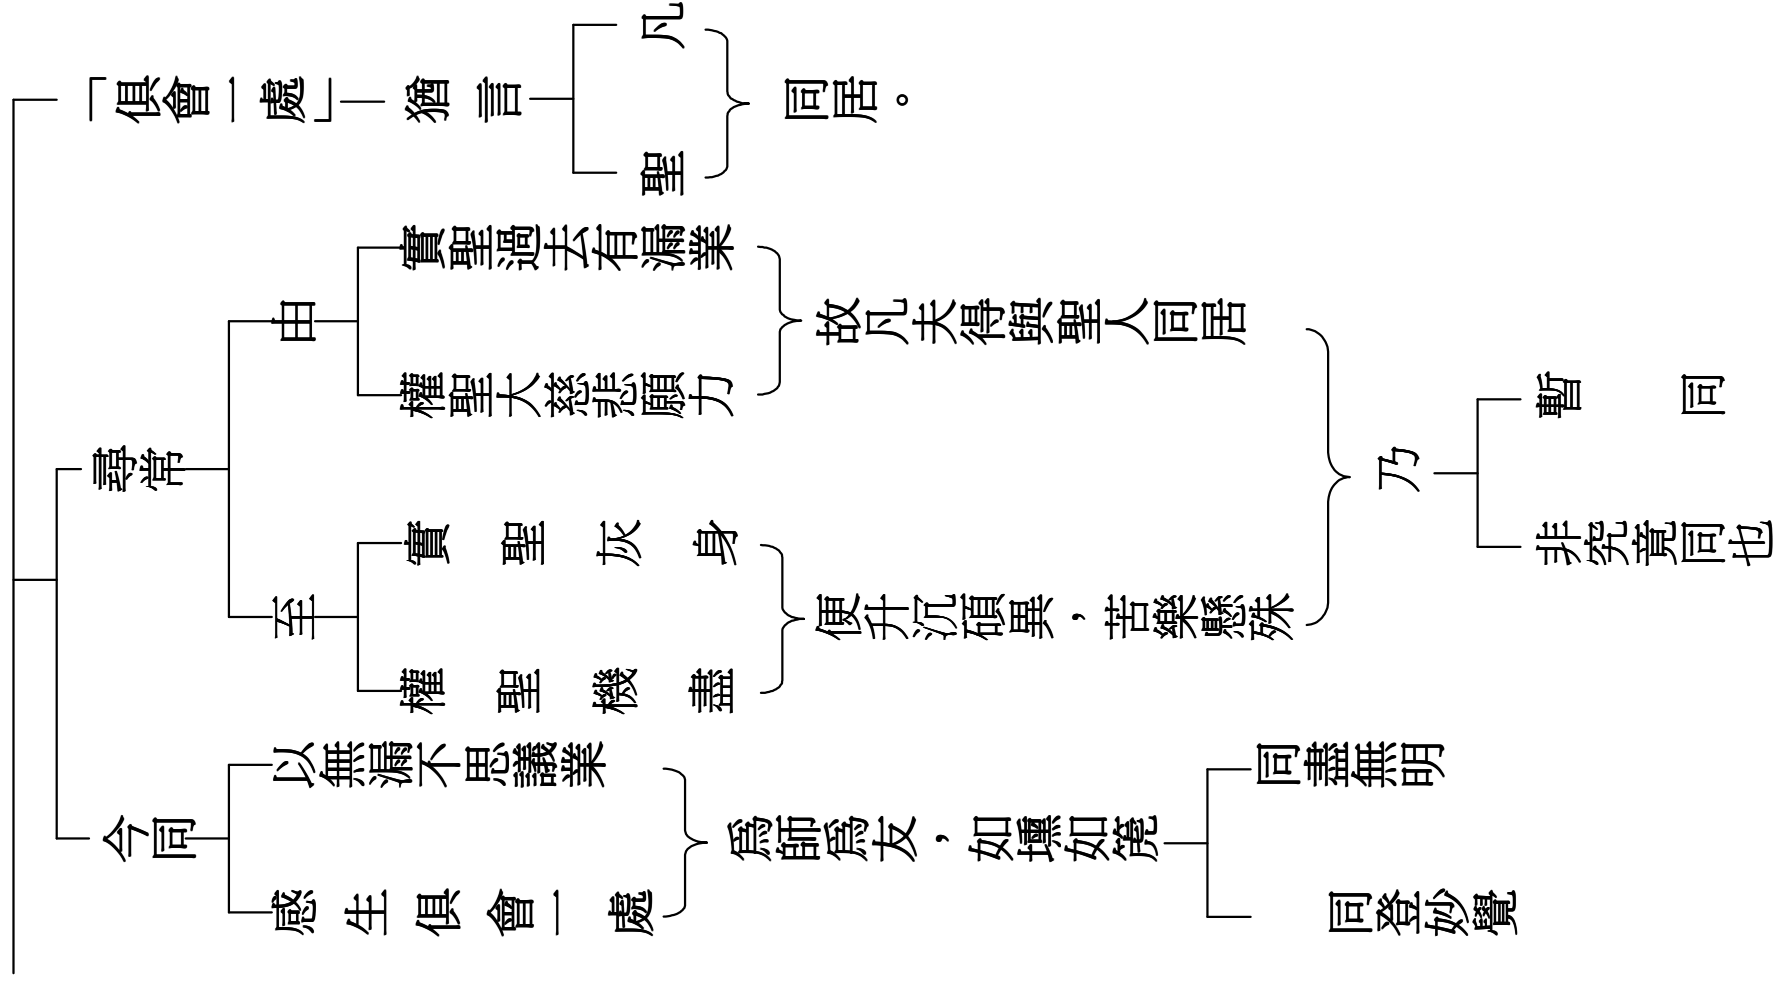 「俱會一處」
猶言
凡
聖
同居。
尋常
由
實聖過去有漏業
權聖大慈悲願力
故凡夫得與聖人同居
至
實聖灰身
權聖機盡
便升沉碩異，苦樂懸殊
乃
暫同
非究竟同也
今同
以無漏不思議業
感生俱會一處
為師為友，如壎如箎
同盡無明
同登妙覺